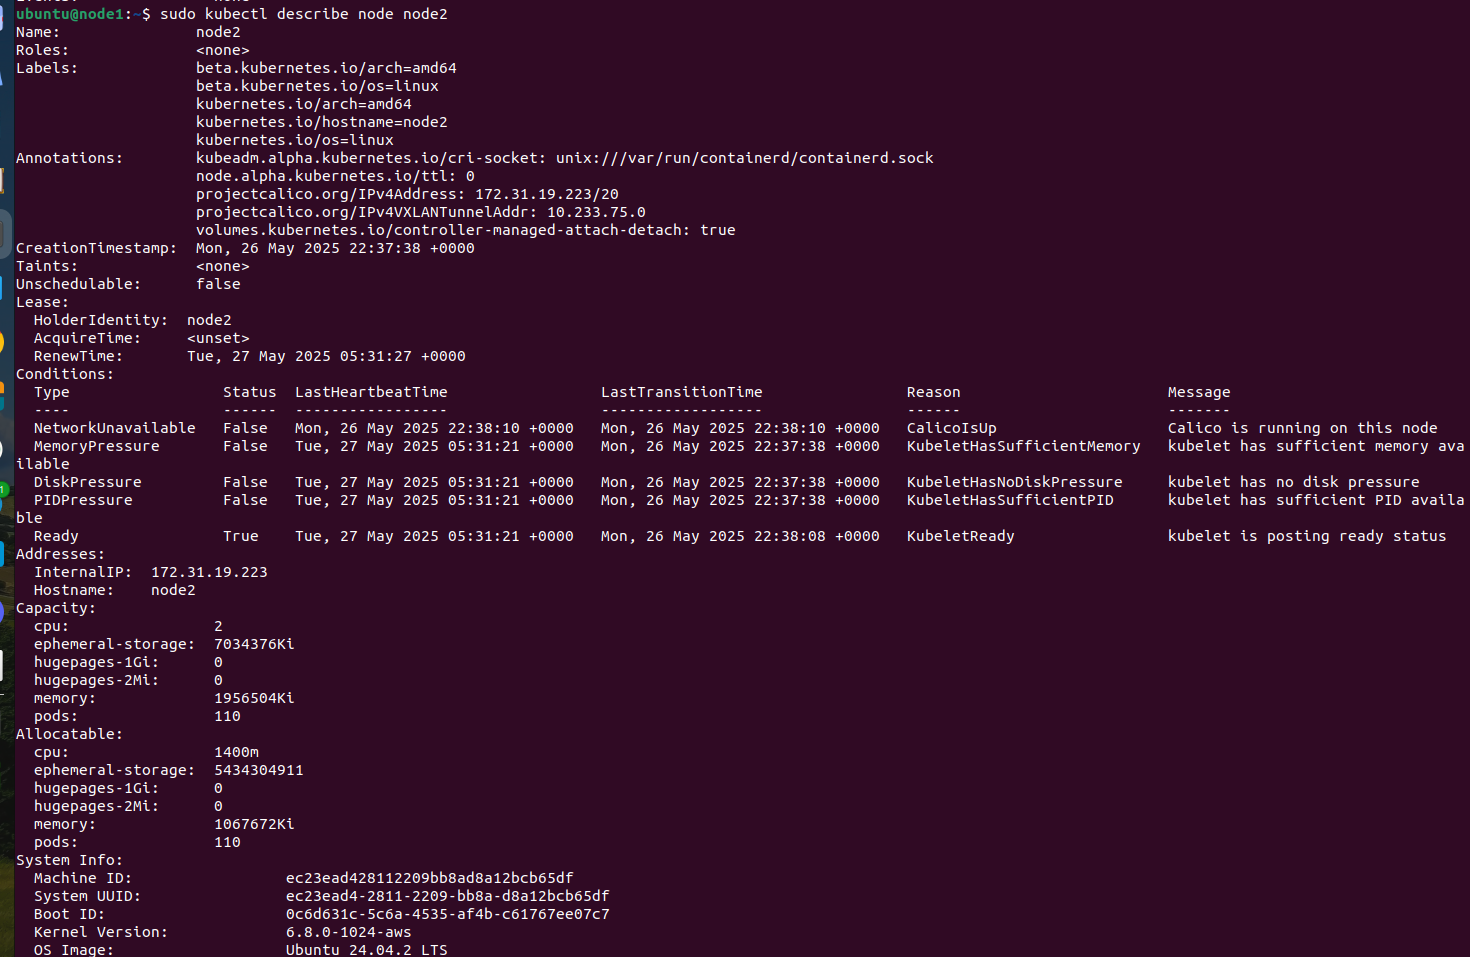 ubuntu@node1:~$ sudo kubectl describe node node2
Name:               node2
Roles:              <none>
Labels:             beta.kubernetes.io/arch=amd64
                    beta.kubernetes.io/os=linux
                    kubernetes.io/arch=amd64
                    kubernetes.io/hostname=node2
                    kubernetes.io/os=linux
Annotations:        kubeadm.alpha.kubernetes.io/cri-socket: unix:///var/run/containerd/containerd.sock
                    node.alpha.kubernetes.io/ttl: 0
                    projectcalico.org/IPv4Address: 172.31.19.223/20
                    projectcalico.org/IPv4VXLANTunnelAddr: 10.233.75.0
                    volumes.kubernetes.io/controller-managed-attach-detach: true
CreationTimestamp:  Mon, 26 May 2025 22:37:38 +0000
Taints:             <none>
Unschedulable:      false
Lease:
  HolderIdentity:  node2
  AcquireTime:     <unset>
  RenewTime:       Tue, 27 May 2025 05:31:27 +0000
Conditions:
  Type                 Status  LastHeartbeatTime                 LastTransitionTime                Reason                       Message
  ----                 ------  -----------------                 ------------------                ------                       -------
  NetworkUnavailable   False   Mon, 26 May 2025 22:38:10 +0000   Mon, 26 May 2025 22:38:10 +0000   CalicoIsUp                   Calico is running on this node
  MemoryPressure       False   Tue, 27 May 2025 05:31:21 +0000   Mon, 26 May 2025 22:37:38 +0000   KubeletHasSufficientMemory   kubelet has sufficient memory ava
ilable
  DiskPressure         False   Tue, 27 May 2025 05:31:21 +0000   Mon, 26 May 2025 22:37:38 +0000   KubeletHasNoDiskPressure     kubelet has no disk pressure
  PIDPressure          False   Tue, 27 May 2025 05:31:21 +0000   Mon, 26 May 2025 22:37:38 +0000   KubeletHasSufficientPID      kubelet has sufficient PID availa
ble
  Ready                True    Tue, 27 May 2025 05:31:21 +0000   Mon, 26 May 2025 22:38:08 +0000   KubeletReady                 kubelet is posting ready status
Addresses:
  InternalIP:  172.31.19.223
  Hostname:    node2
Capacity:
  cpu:                2
  ephemeral-storage:  7034376Ki
  hugepages-1Gi:      0
  hugepages-2Mi:      0
  memory:             1956504Ki
  pods:               110
Allocatable:
  cpu:                1400m
  ephemeral-storage:  5434304911
  hugepages-1Gi:      0
  hugepages-2Mi:      0
  memory:             1067672Ki
  pods:               110
System Info:
  Machine ID:                 ec23ead428112209bb8ad8a12bcb65df
  System UUID:                ec23ead4-2811-2209-bb8a-d8a12bcb65df
  Boot ID:                    0c6d631c-5c6a-4535-af4b-c61767ee07c7
  Kernel Version:             6.8.0-1024-aws
  OS Image:                   Ubuntu 24.04.2 LTS